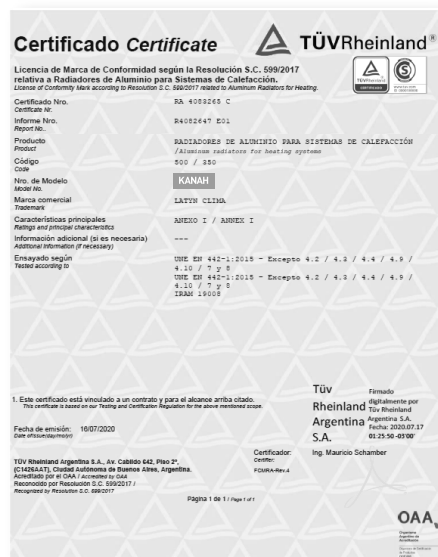 Certificado Certificate
TÜVRheinland®
Licencia de Marca de Conformidad según la Resolución S.C. 599/2017
relativa a Radiadores de Aluminio para Sistemas de Calefacción.
License of Conformity Mark according to Resolution S.C. 599/2017 related to Aluminum Radiators for Heating.
TÜVRheinland
CERTIFICADO
Certificado Nro. RA 4083265 C
Certificate Nr.
Informe Nro. R4082647 E01
Report No..
Producto RADIADORES DE ALUMINIO PARA SISTEMAS DE CALEFACCIÓN
Product /Aluminum radiators for heating systems
Código 500 / 350
Code
Nro. de Modelo KANAH
Model No.
Marca comercial LATYN CLIMA
Trademark
Características principales ANEXO I / ANNEX I
Ratings and principal characteristics
Información adicional (si es necesaria) ---
Additional information (if necessary)
Ensayado según UNE EN 442-1:2015 - Excepto 4.2 / 4.3 / 4.4 / 4.9 /
Tested according to 4.10 / 7 y 8
UNE EN 442-1:2015 - Excepto 4.2 / 4.3 / 4.4 / 4.9 /
4.10 / 7 y 8
IRAM 19008
1. Este certificado está vinculado a un contrato y para el alcance arriba citado.
This certificate is based on our Testing and Certification Regulation for the above mentioned scope.
Tüv
Rheinland
Argentina
S.A.
Firmado
digitalmente por
Tüv Rheinland
Argentina S.A.
Fecha: 2020.07.17
01:25:50 -03'00'
Fecha de emisión: 16/07/2020
Date of issue(day/mo/yr)
Certificador: Ing. Mauricio Schamber
Certifier:
TÜV Rheinland Argentina S.A., Av. Cabildo 642, Piso 2º,
(C1426AAT), Ciudad Autónoma de Buenos Aires, Argentina.
Acreditado por el OAA / Accredited by OAA
Reconocido por Resolución S.C. 599/2017 /
Recognized by Resolution S.C. 599/2017
FCMRA-Rev.4
Página 1 de 1 / Page 1 of 1
OAA
Organismo
Argentino de
Acreditación